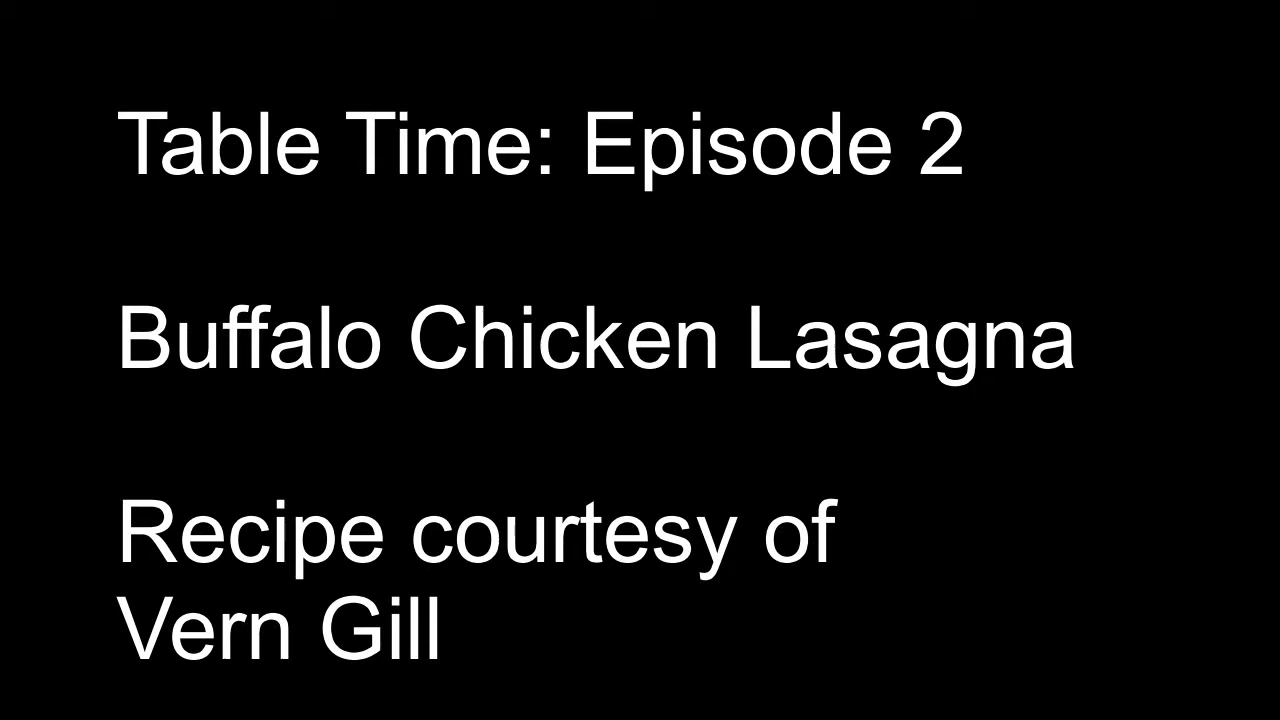 Table Time: Episode 2
Buffalo Chicken Lasagna
Recipe courtesy of
Vern Gill